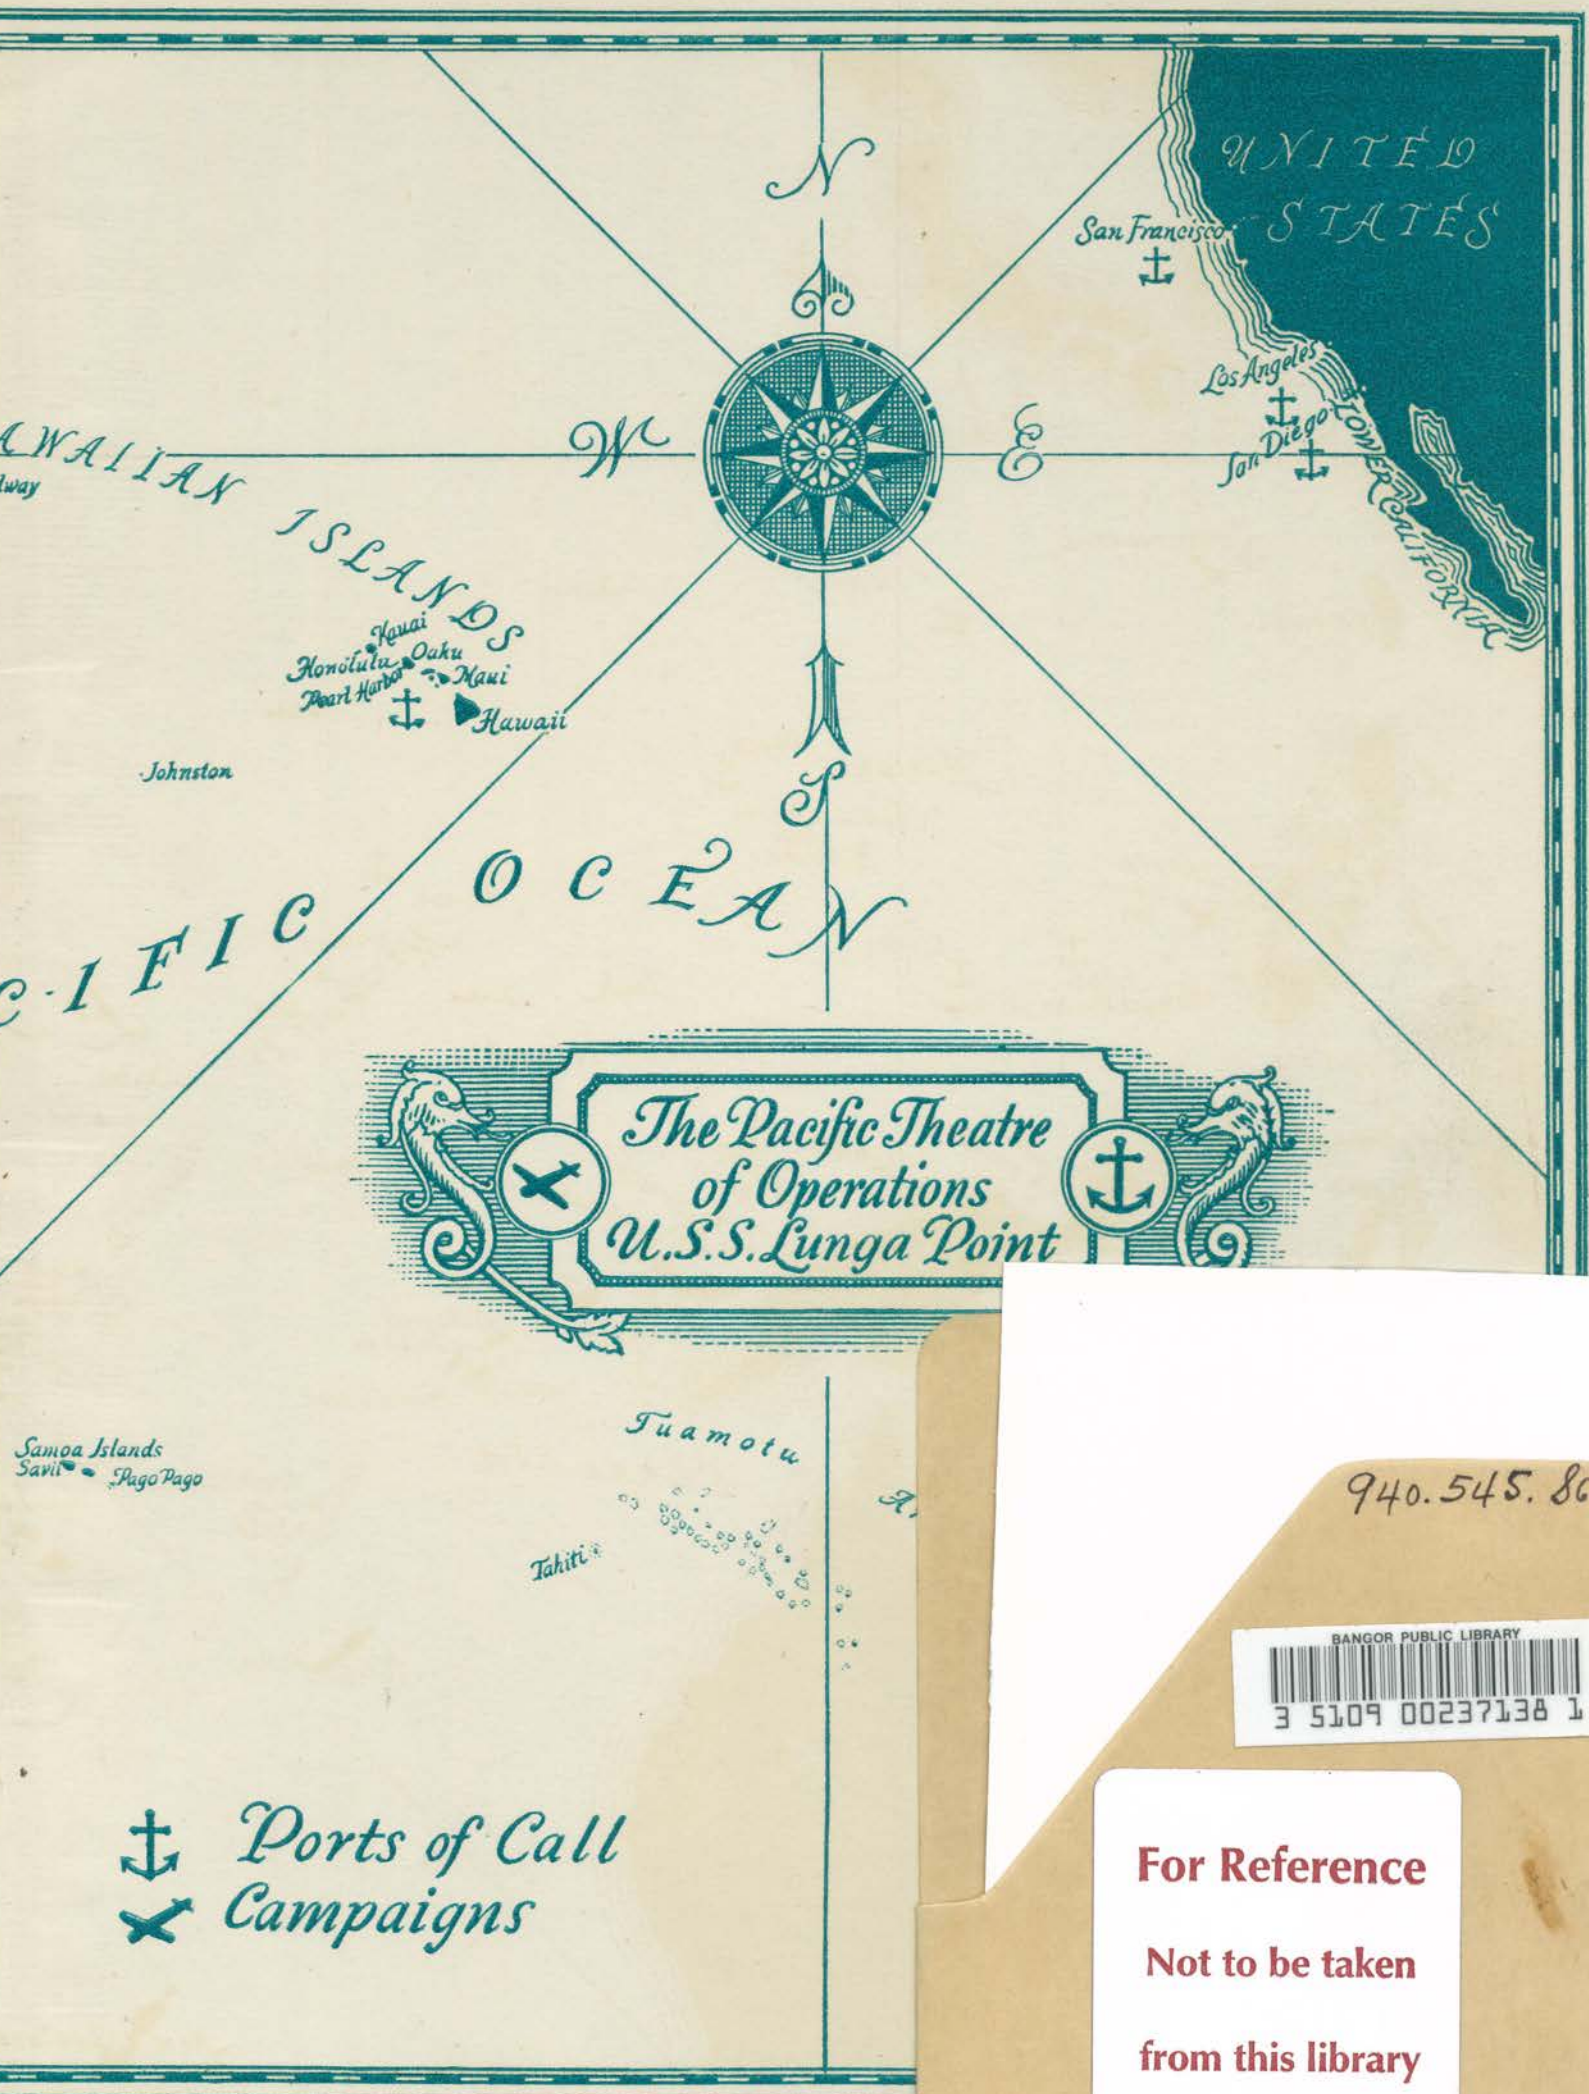 N
UNITED
STATES
San Francisco
Los Angeles
San Diego
LOWER CALIFORNIA
W
E
AWAIIAN ISLANDS
way
Kauai
Honolulu
Oahu
Pearl Harbor
Maui
Hawaii
Johnston
S
CIFIC OCEAN
The Pacific Theatre
of Operations
U.S.S. Lunga Point
Samoa Islands
Savii
Pago Pago
Tuamotu
A
Tahiti
940.545.86
BANGOR PUBLIC LIBRARY
3 5109 00237138 1
Ports of Call
Campaigns
For Reference
Not to be taken
from this library